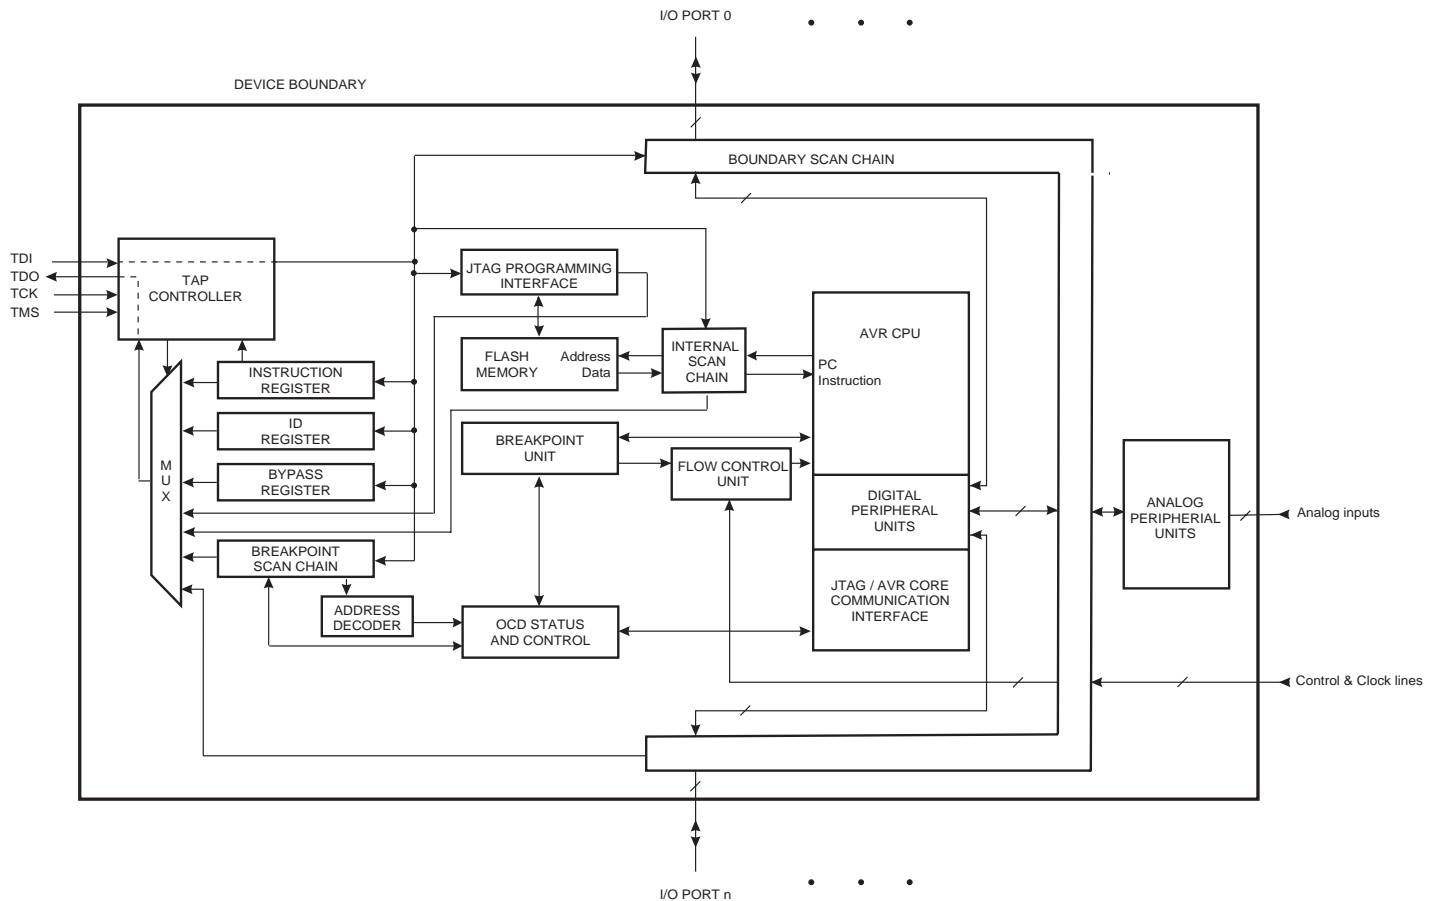 I/O PORT 0
DEVICE BOUNDARY
BOUNDARY SCAN CHAIN
TDI
TDO
TCK
TMS
TAP
CONTROLLER
JTAG PROGRAMMING
INTERFACE
AVR CPU
FLASH
MEMORY
Address
Data
INTERNAL
SCAN
CHAIN
PC
Instruction
INSTRUCTION
REGISTER
ID
REGISTER
M
U
X
BYPASS
REGISTER
BREAKPOINT
UNIT
FLOW CONTROL
UNIT
DIGITAL
PERIPHERAL
UNITS
ANALOG
PERIPHERIAL
UNITS
Analog inputs
BREAKPOINT
SCAN CHAIN
ADDRESS
DECODER
OCD STATUS
AND CONTROL
JTAG / AVR CORE
COMMUNICATION
INTERFACE
Control & Clock lines
I/O PORT n